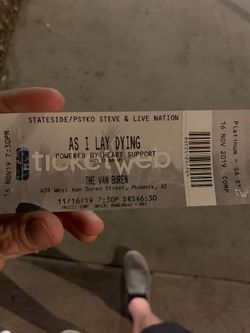 STATESIDE/PSYKO STEVE & LIVE NATION
AS I LAY DYING
POWERED BY HEART SUPPORT
ticketweb
THE VAN BUREN
401 West Van Buren Street, Phoenix, AZ
11/16/19 7:30P DRS@6:30
16 NOV19 7:30PM
16 NOV 2019 COMP
Platinum - GA